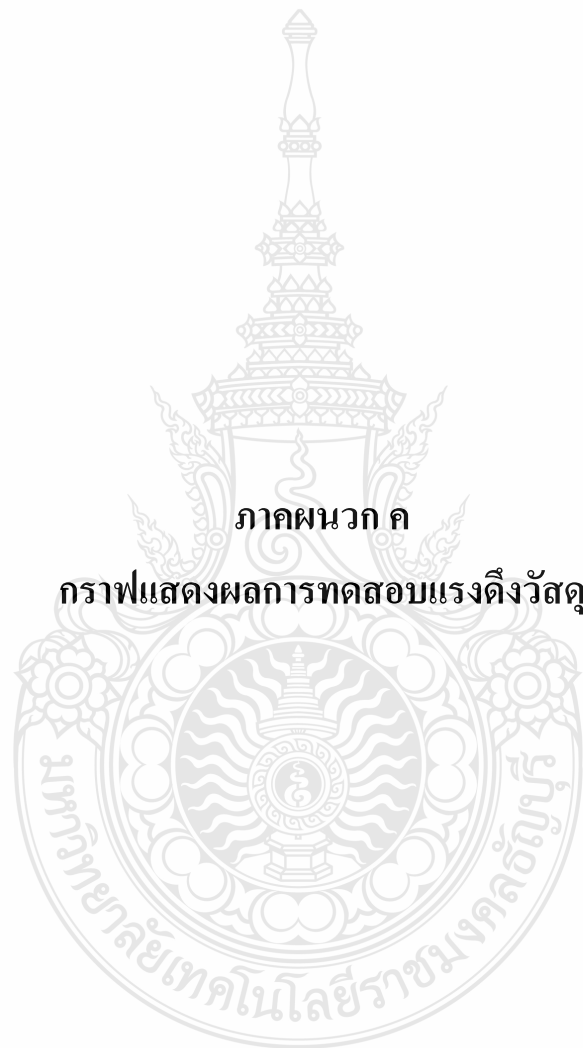 ภาคผนวก ค
กราฟแสดงผลการทดสอบแรงดึงวัสดุ
มหาวิทยาลัยเทคโนโลยีราชมงคลธัญบุรี